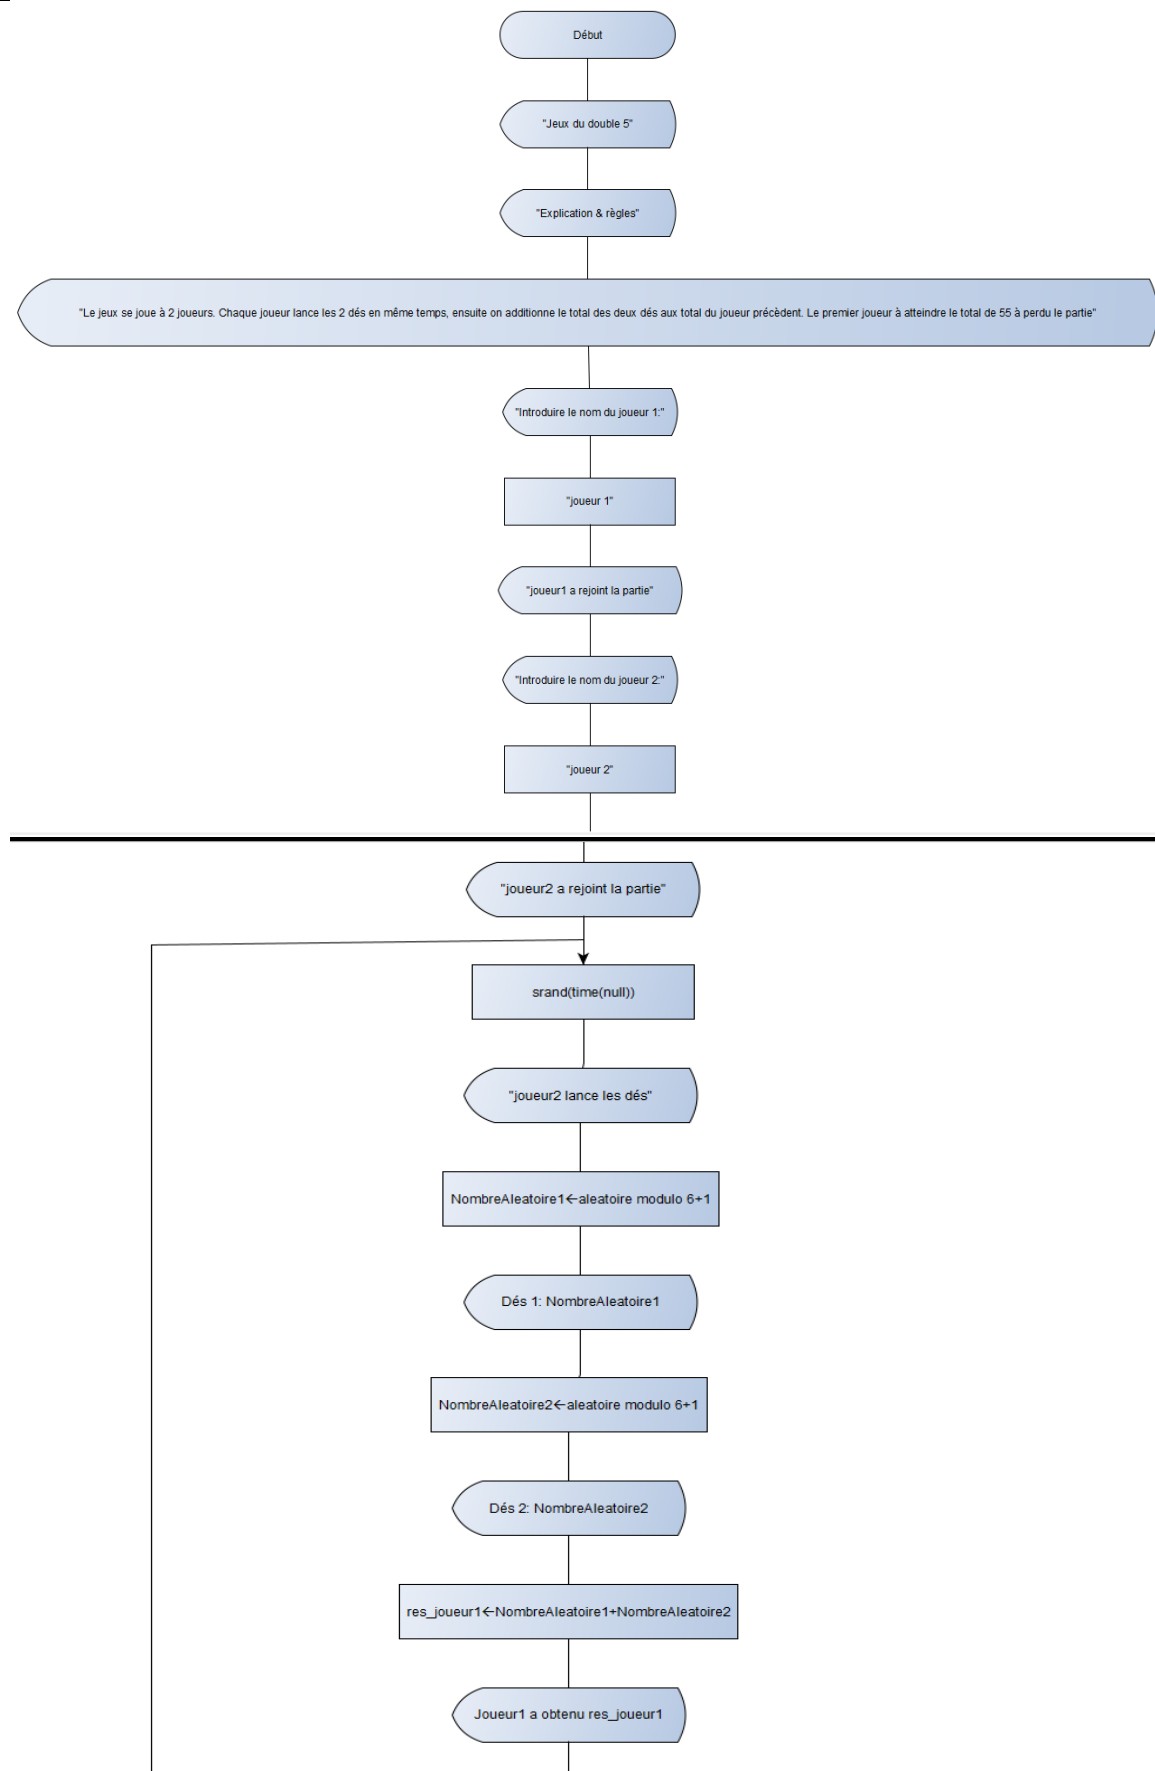 Début
"Jeux du double 5"
"Explication & règles"
"Le jeux se joue à 2 joueurs. Chaque joueur lance les 2 dés en même temps, ensuite on additionne le total des deux dés aux total du joueur précèdent. Le premier joueur à atteindre le total de 55 à perdu le partie"
"Introduire le nom du joueur 1:"
"joueur 1"
"joueur1 a rejoint la partie"
"Introduire le nom du joueur 2:"
"joueur 2"
"joueur2 a rejoint la partie"
srand(time(null))
"joueur2 lance les dés"
NombreAleatoire1←aleatoire modulo 6+1
Dés 1: NombreAleatoire1
NombreAleatoire2←aleatoire modulo 6+1
Dés 2: NombreAleatoire2
res_joueur1←NombreAleatoire1+NombreAleatoire2
Joueur1 a obtenu res_joueur1